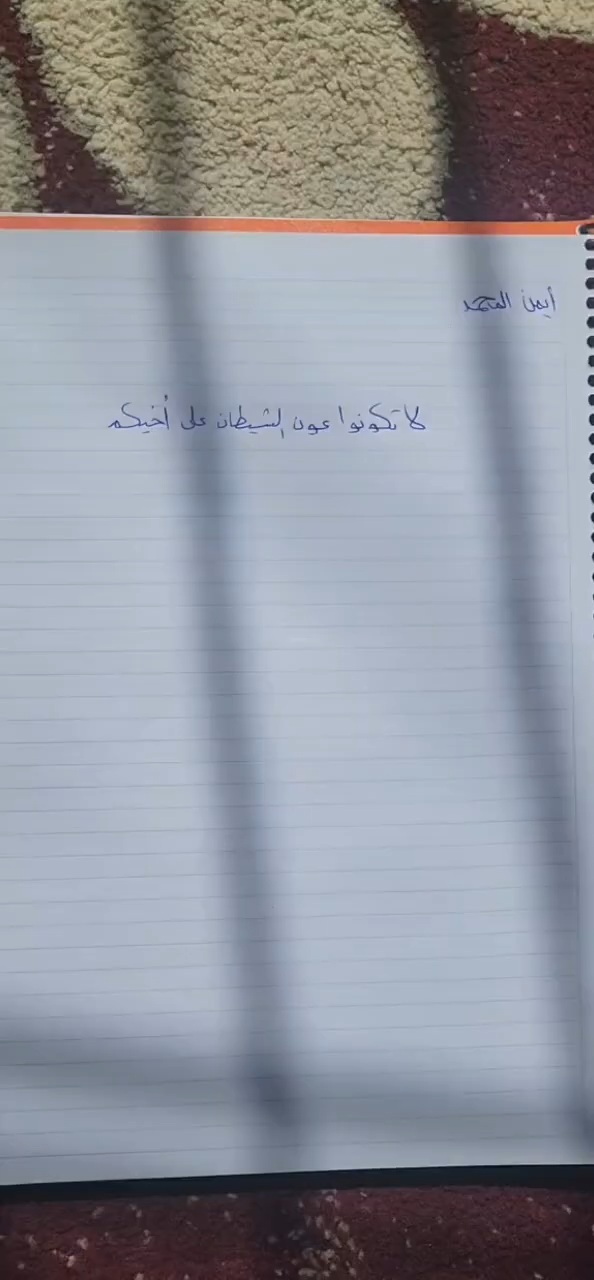 أيمن المحمد
لا تكونوا عون الشيطان على أخيكم